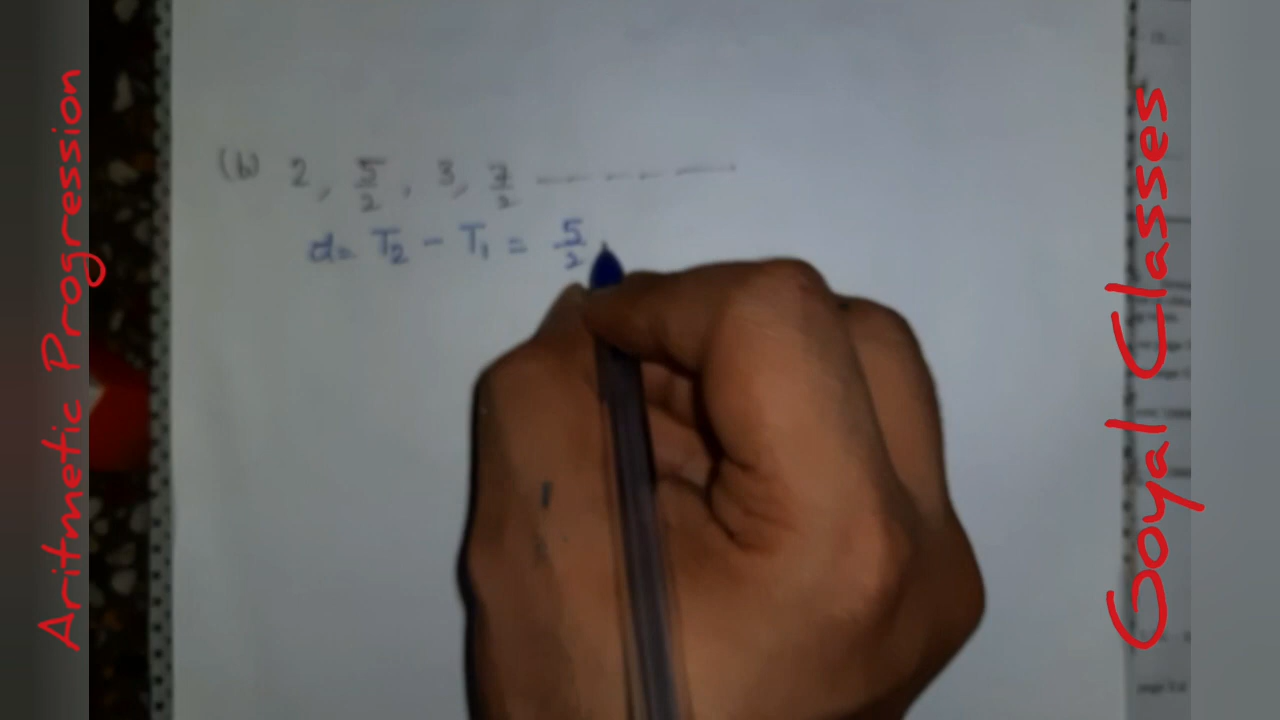 Aritmetic Progression
(b) 2, 5/2, 3, 7/2 - - - - -
d= T₂ - T₁ = 5/2
Goyal Classes